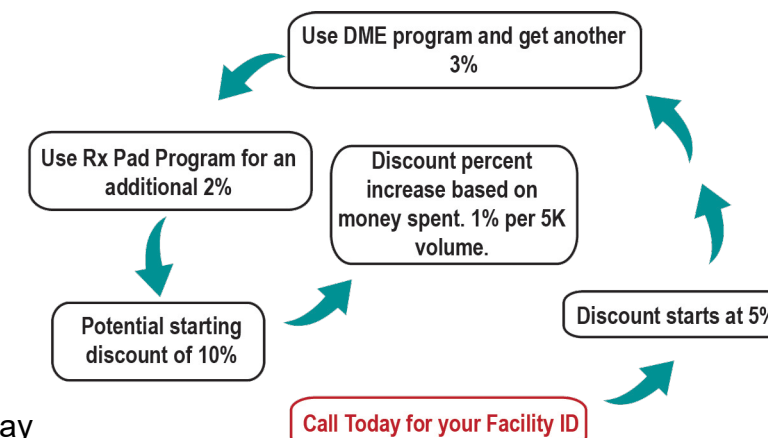 Use DME program and get another
3%
Use Rx Pad Program for an
additional 2%
Discount percent
increase based on
money spent. 1% per 5K
volume.
Potential starting
discount of 10%
Discount starts at 5%
Call Today for your Facility ID